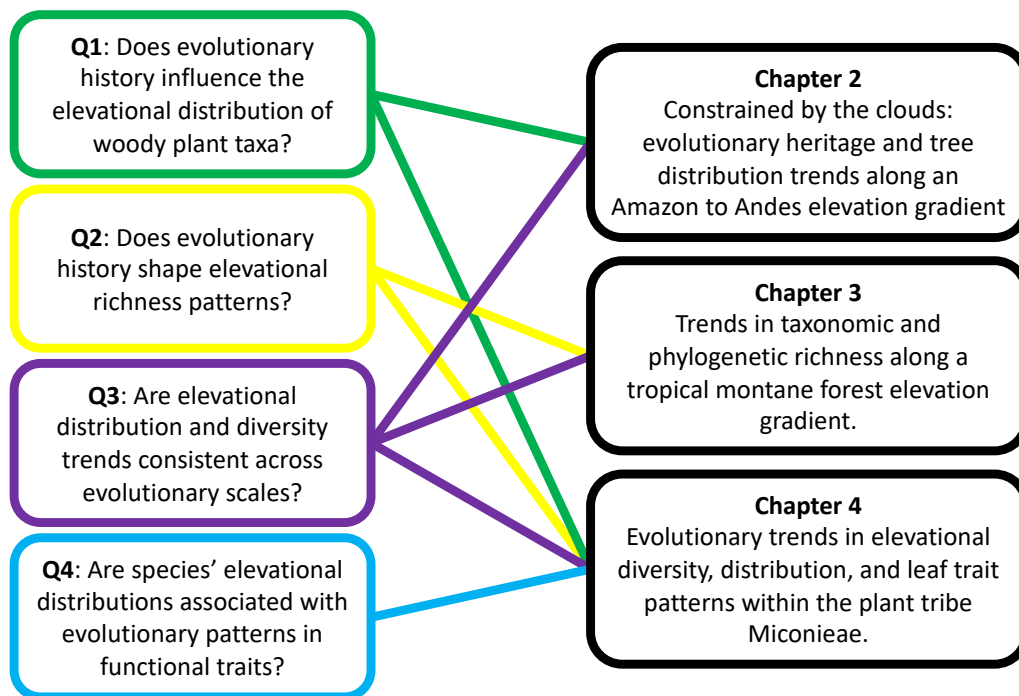 Q1: Does evolutionary
history influence the
elevational distribution of
woody plant taxa?
Q2: Does evolutionary
history shape elevational
richness patterns?
Q3: Are elevational
distribution and diversity
trends consistent across
evolutionary scales?
Q4: Are species’ elevational
distributions associated with
evolutionary patterns in
functional traits?
Chapter 2
Constrained by the clouds:
evolutionary heritage and tree
distribution trends along an
Amazon to Andes elevation gradient
Chapter 3
Trends in taxonomic and
phylogenetic richness along a
tropical montane forest elevation
gradient.
Chapter 4
Evolutionary trends in elevational
diversity, distribution, and leaf trait
patterns within the plant tribe
Miconieae.